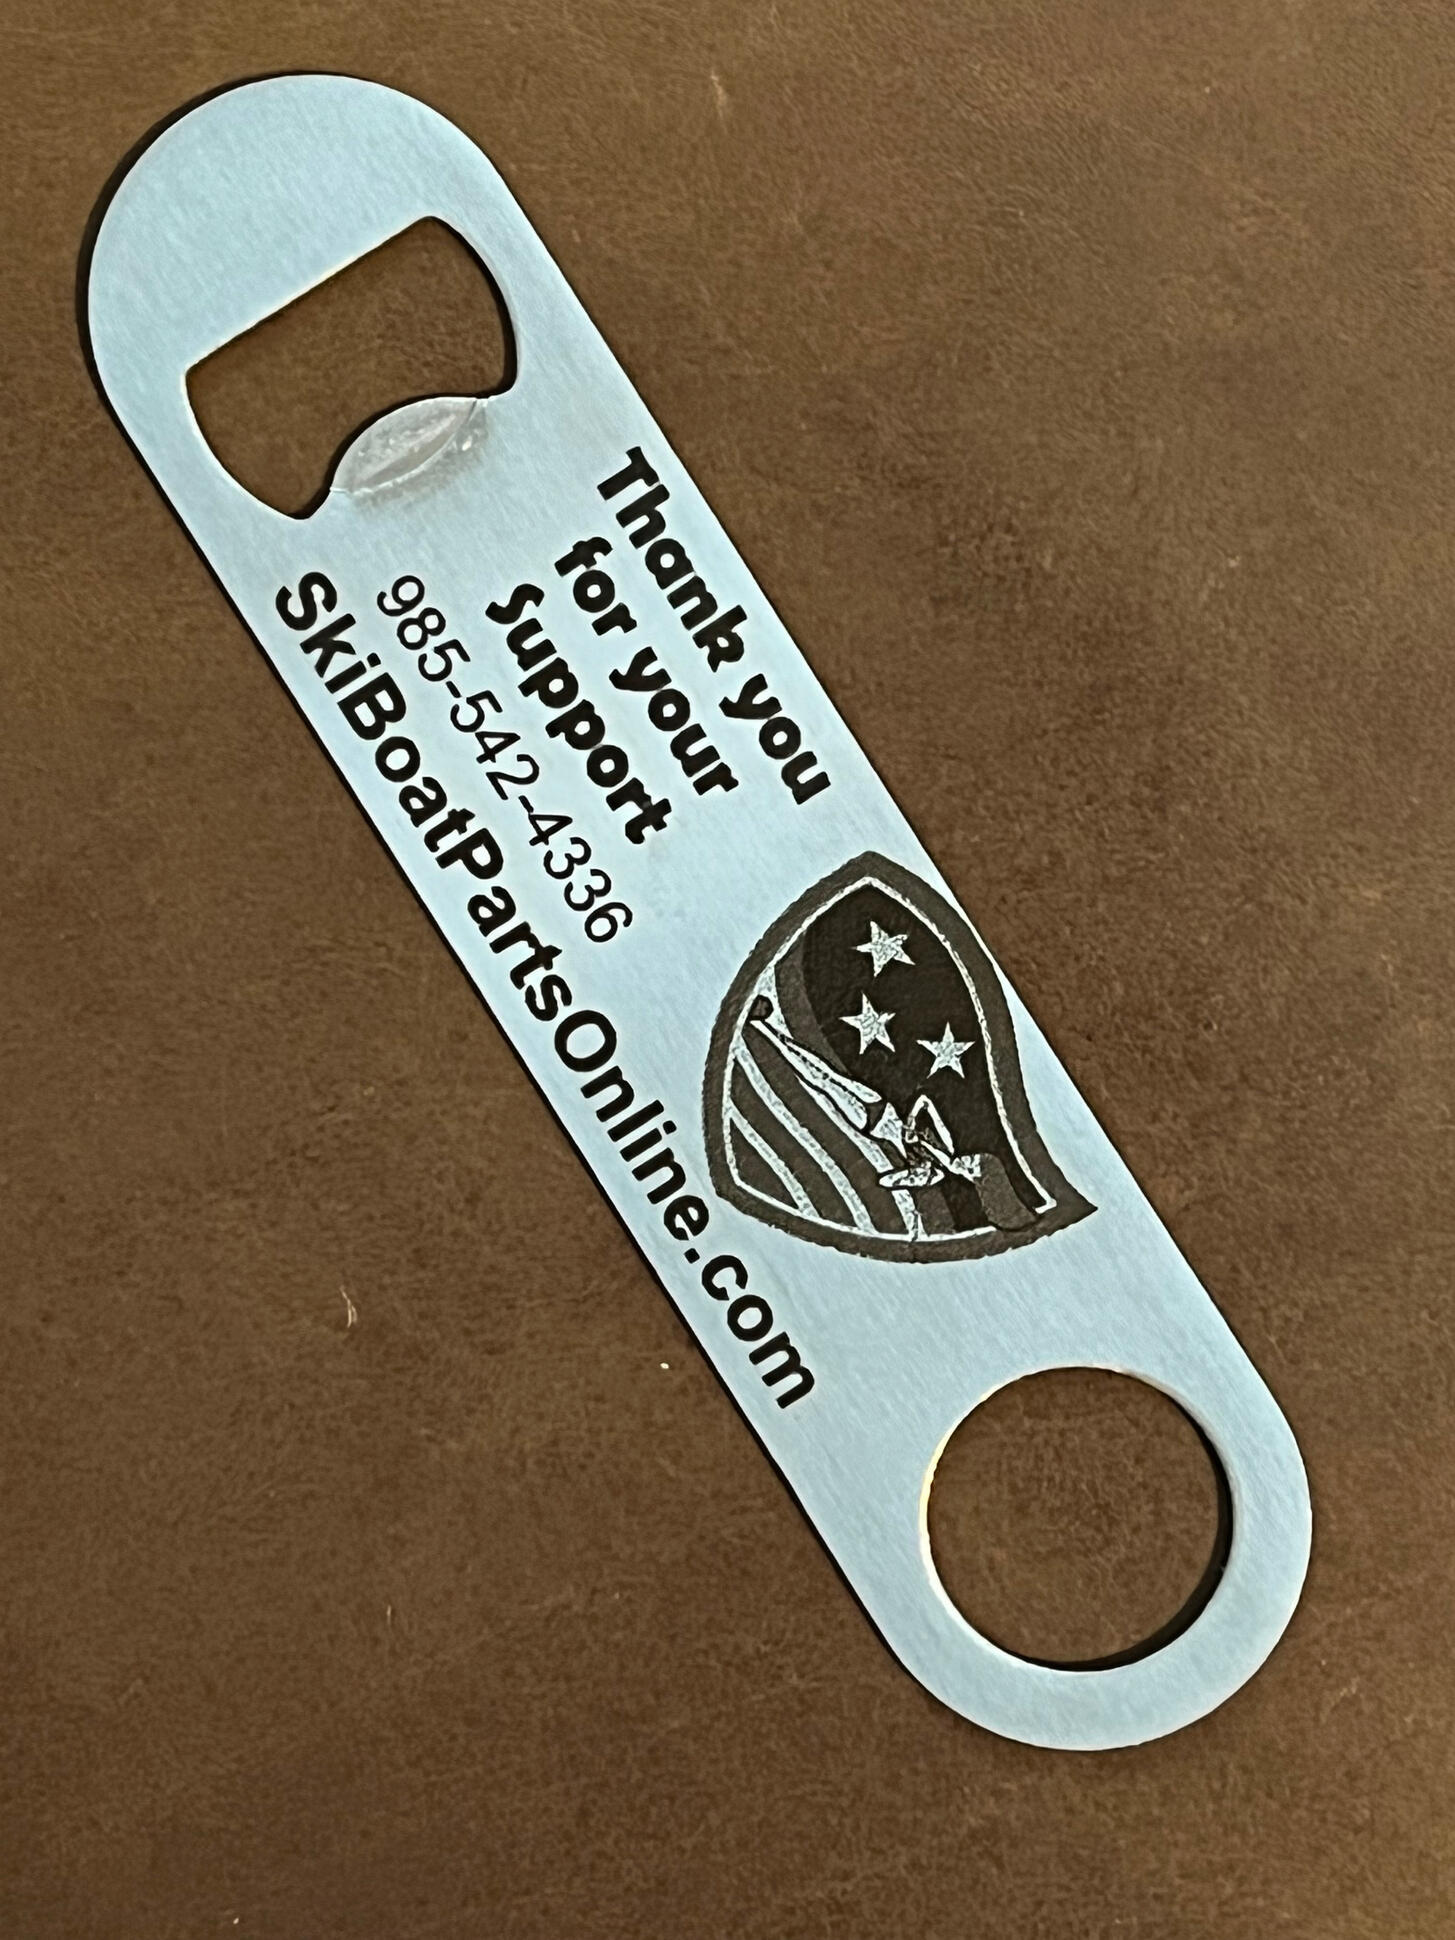 Thank you
for your
Support
985-542-4336
SkiBoatPartsOnline.com